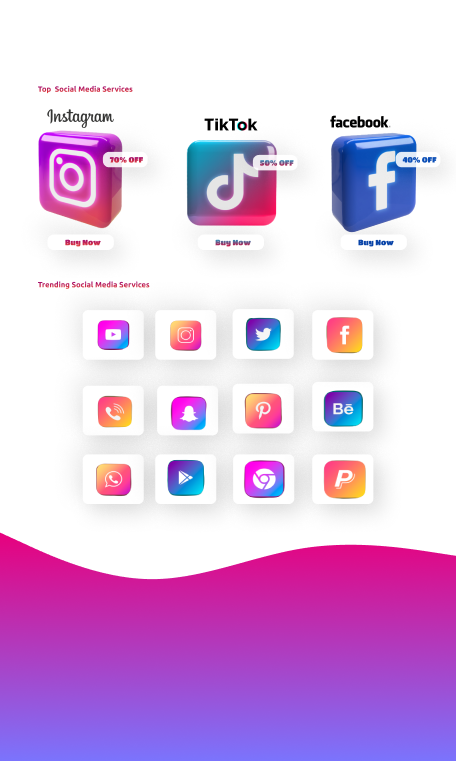 Top Social Media Services
Instagram
TikTok
facebook
70% OFF
50% OFF
40% OFF
Buy Now
Buy Now
Buy Now
Trending Social Media Services
Bē